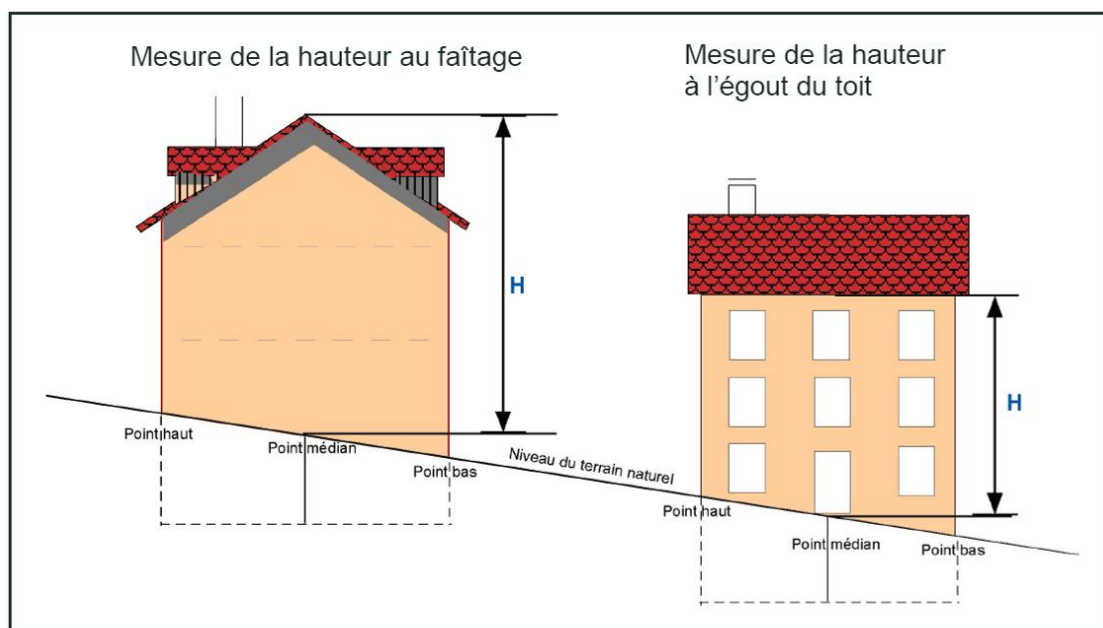 Mesure de la hauteur au faîtage
Mesure de la hauteur
à l'égout du toit
H
H
Point haut
Point médian
Point bas
Niveau du terrain naturel
Point haut
Point médian
Point bas